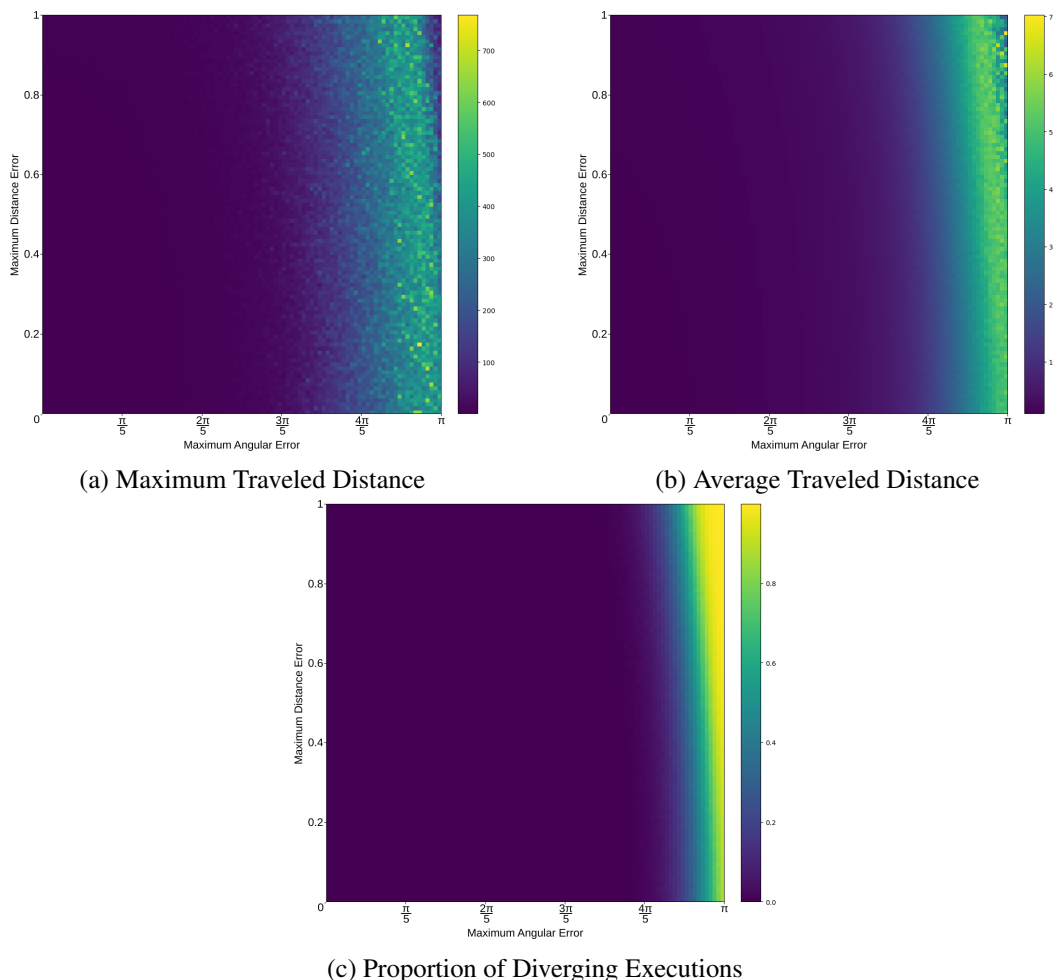 1
0.8
0.6
0.4
0.2
0
π/5
2π/5
3π/5
4π/5
π
Maximum Distance Error
Maximum Angular Error
700
600
500
400
300
200
100
(a) Maximum Traveled Distance
1
0.8
0.6
0.4
0.2
0
π/5
2π/5
3π/5
4π/5
π
Maximum Distance Error
Maximum Angular Error
7
6
5
4
3
2
1
(b) Average Traveled Distance
1
0.8
0.6
0.4
0.2
0
π/5
2π/5
3π/5
4π/5
π
Maximum Distance Error
Maximum Angular Error
0.8
0.6
0.4
0.2
0.0
(c) Proportion of Diverging Executions